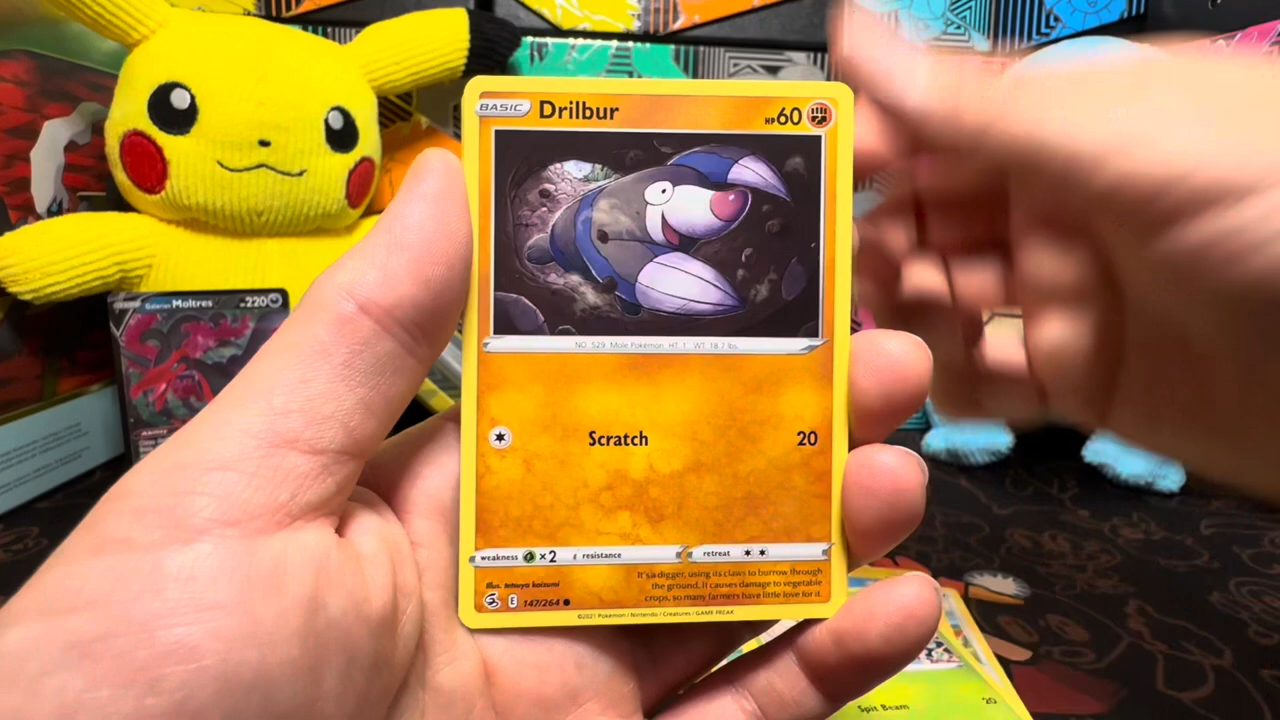 BASIC Drilbur HP60
NO. 529 Mole Pokémon HT: 1' WT: 18.7 lbs.
Scratch 20
weakness ×2 resistance retreat
Illus. tetsuya koizumi
It's a digger, using its claws to burrow through
the ground. It causes damage to vegetable
crops, so many farmers have little love for it.
E 147/264
©2021 Pokémon / Nintendo / Creatures / GAME FREAK
Galarian Moltres 220
Ability
Spit Beam 20